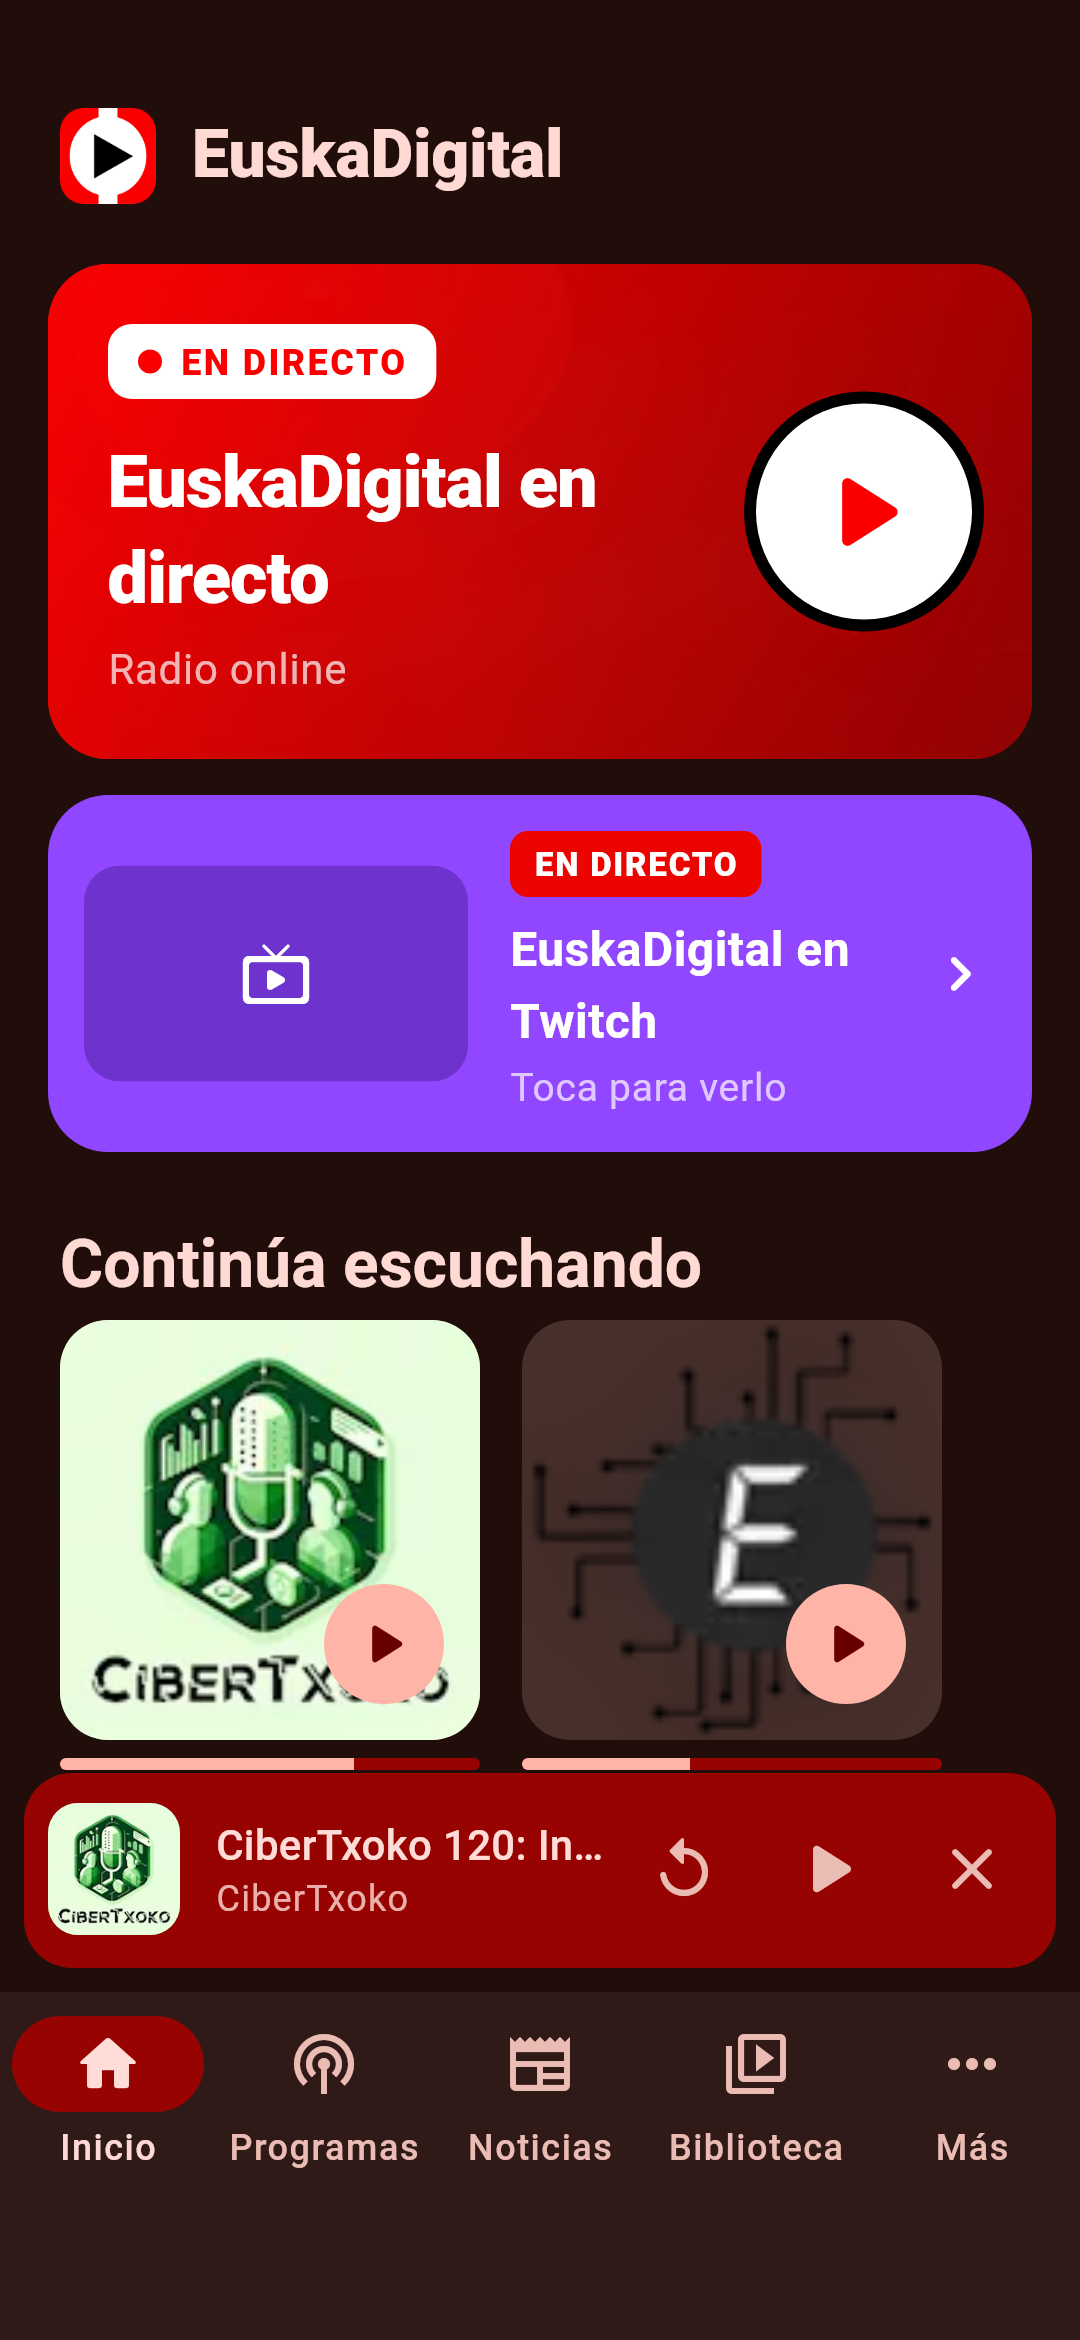 EuskaDigital
EN DIRECTO
EuskaDigital en
directo
Radio online
EN DIRECTO
EuskaDigital en
Twitch
Toca para verlo
Continúa escuchando
E
CiberTxoko 120: In…
CiberTxoko
CIBERTXOKO
Inicio
Programas
Noticias
Biblioteca
Más